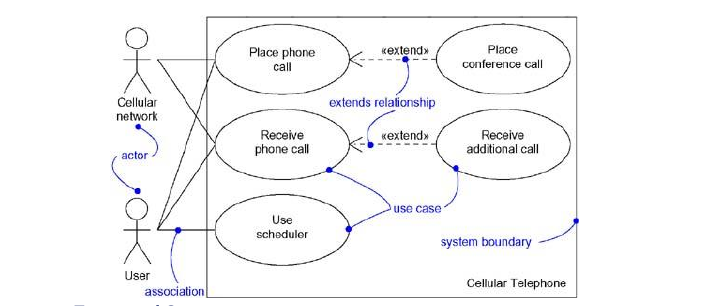 Place phone
call
«extend»
Place
conference call
Cellular
network
extends relationship
Receive
phone call
«extend»
Receive
additional call
actor
Use
scheduler
use case
system boundary
User
association
Cellular Telephone